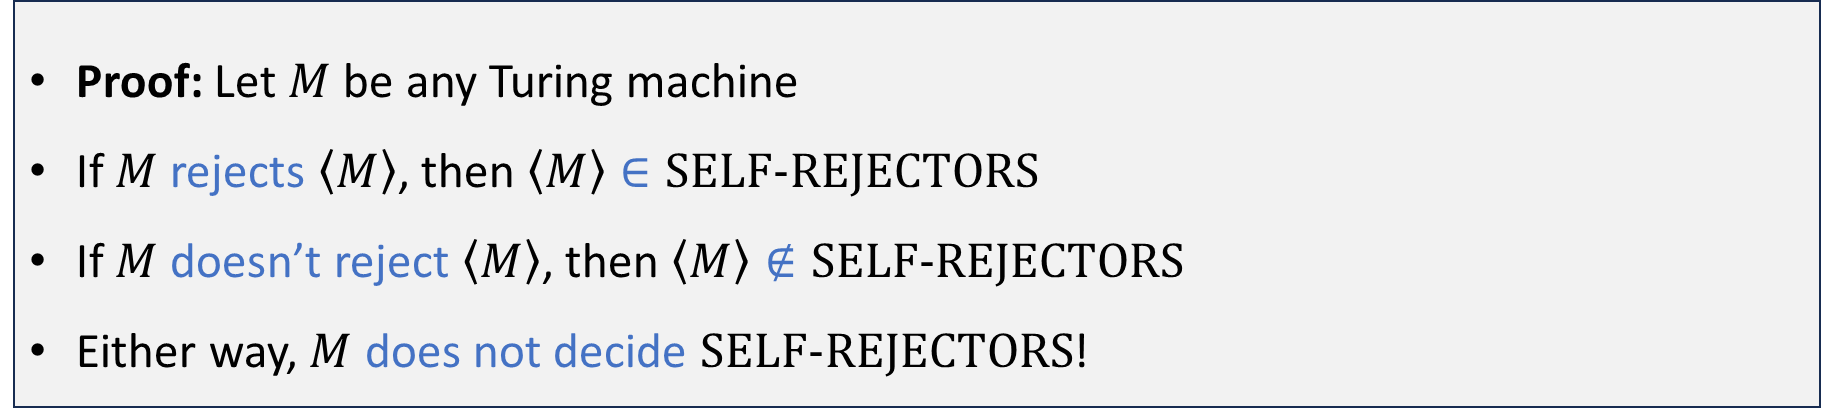 • Proof: Let 𝑀 be any Turing machine
• If 𝑀 rejects ⟨𝑀⟩, then ⟨𝑀⟩ ∈ SELF-REJECTORS
• If 𝑀 doesn’t reject ⟨𝑀⟩, then ⟨𝑀⟩ ∉ SELF-REJECTORS
• Either way, 𝑀 does not decide SELF-REJECTORS!